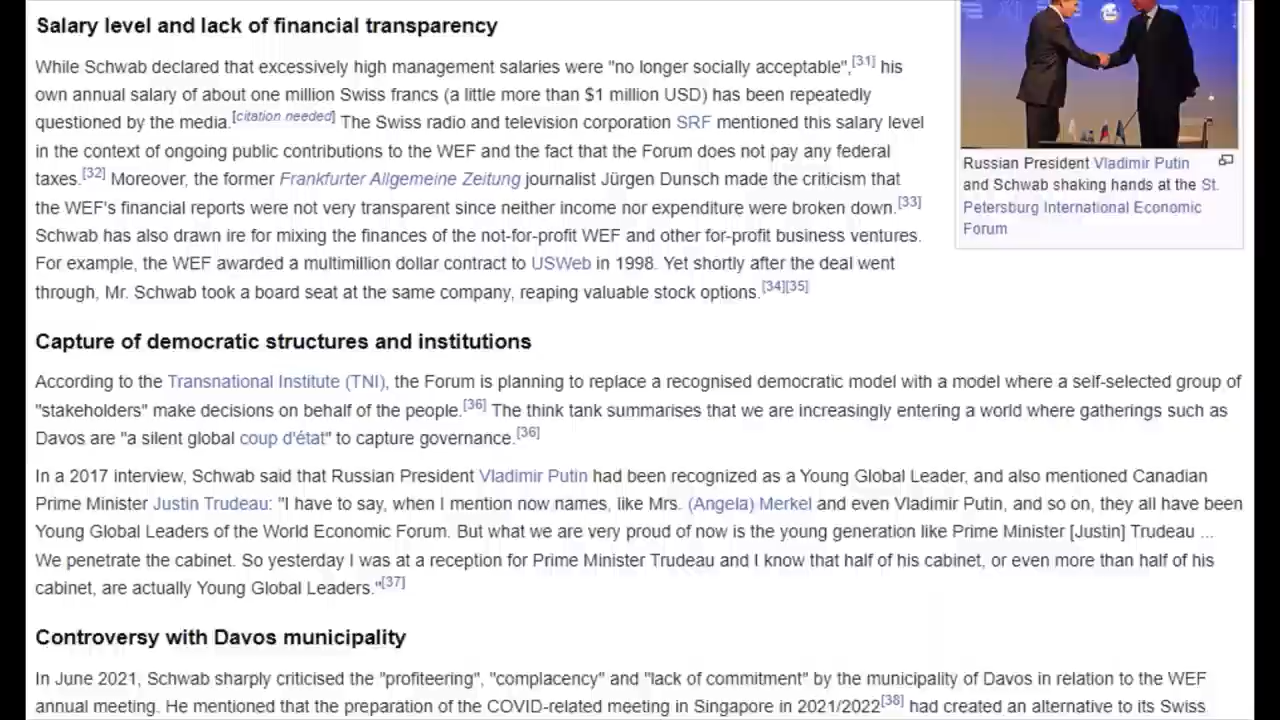 Salary level and lack of financial transparency
While Schwab declared that excessively high management salaries were "no longer socially acceptable",[31] his
own annual salary of about one million Swiss francs (a little more than $1 million USD) has been repeatedly
questioned by the media.[citation needed] The Swiss radio and television corporation SRF mentioned this salary level
in the context of ongoing public contributions to the WEF and the fact that the Forum does not pay any federal
taxes.[32] Moreover, the former Frankfurter Allgemeine Zeitung journalist Jürgen Dunsch made the criticism that
the WEF's financial reports were not very transparent since neither income nor expenditure were broken down.[33]
Schwab has also drawn ire for mixing the finances of the not-for-profit WEF and other for-profit business ventures.
For example, the WEF awarded a multimillion dollar contract to USWeb in 1998. Yet shortly after the deal went
through, Mr. Schwab took a board seat at the same company, reaping valuable stock options.[34][35]
Russian President Vladimir Putin
and Schwab shaking hands at the St.
Petersburg International Economic
Forum
Capture of democratic structures and institutions
According to the Transnational Institute (TNI), the Forum is planning to replace a recognised democratic model with a model where a self-selected group of
"stakeholders" make decisions on behalf of the people.[36] The think tank summarises that we are increasingly entering a world where gatherings such as
Davos are "a silent global coup d'état" to capture governance.[36]
In a 2017 interview, Schwab said that Russian President Vladimir Putin had been recognized as a Young Global Leader, and also mentioned Canadian
Prime Minister Justin Trudeau: "I have to say, when I mention now names, like Mrs. (Angela) Merkel and even Vladimir Putin, and so on, they all have been
Young Global Leaders of the World Economic Forum. But what we are very proud of now is the young generation like Prime Minister [Justin] Trudeau ...
We penetrate the cabinet. So yesterday I was at a reception for Prime Minister Trudeau and I know that half of his cabinet, or even more than half of his
cabinet, are actually Young Global Leaders."[37]
Controversy with Davos municipality
In June 2021, Schwab sharply criticised the "profiteering", "complacency" and "lack of commitment" by the municipality of Davos in relation to the WEF
annual meeting. He mentioned that the preparation of the COVID-related meeting in Singapore in 2021/2022[38] had created an alternative to its Swiss